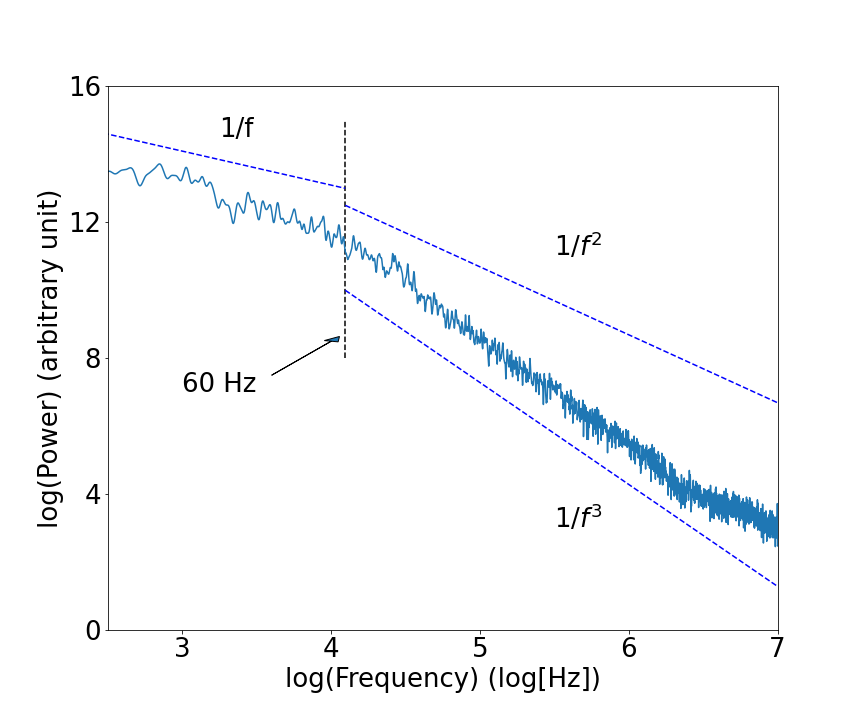 16
1/f
12
1/f²
8
60 Hz
4
1/f³
0
3 4 5 6 7
log(Frequency) (log[Hz])
log(Power) (arbitrary unit)